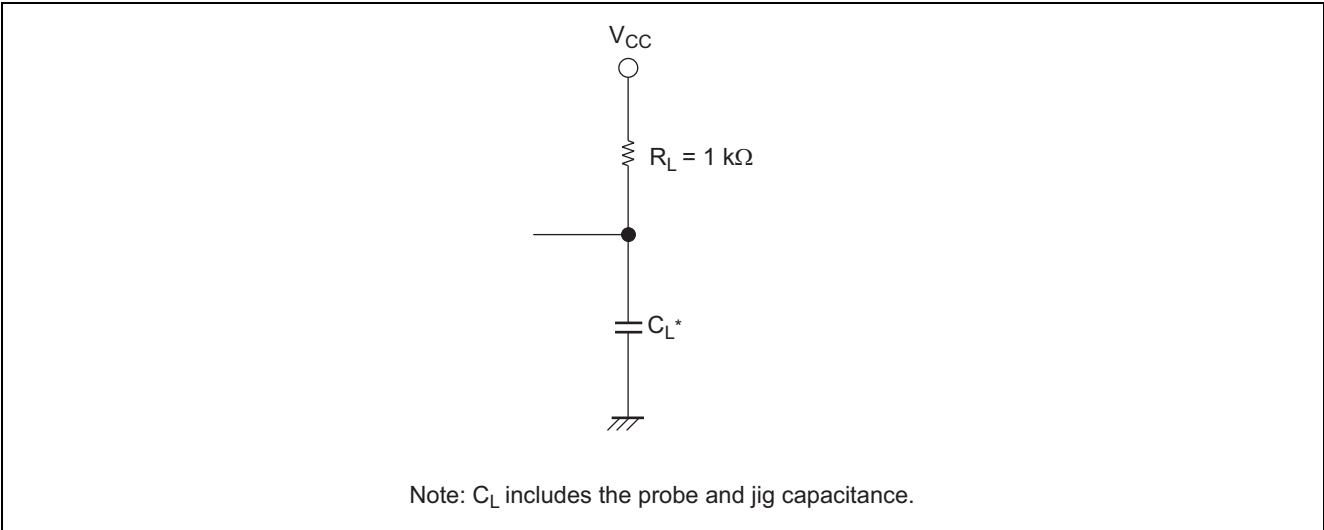 VCC
RL = 1 kΩ
CL*
Note: CL includes the probe and jig capacitance.